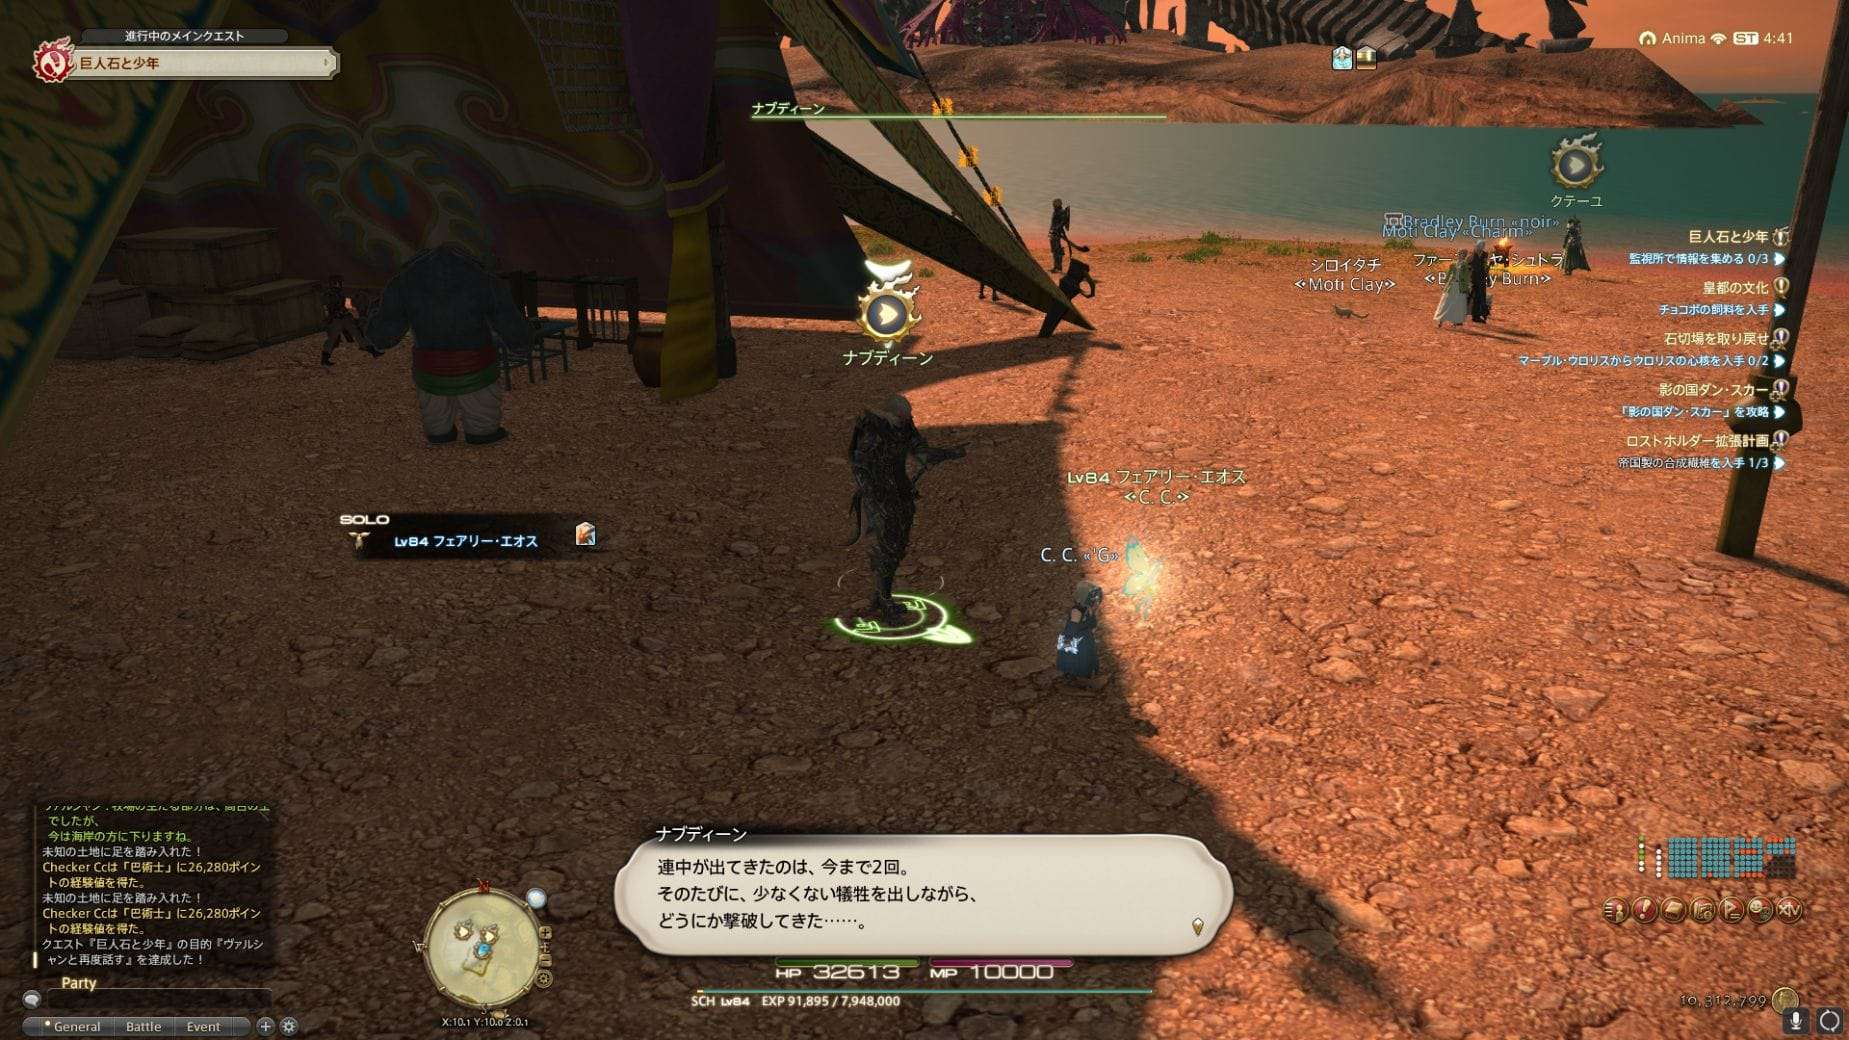 進行中のメインクエスト
巨人石と少年
Anima ST 4:41
ナブディーン
クテーユ
Bradley Burn «noir»
Moti Clay «Charm»
シロイタチ
«Moti Clay»
巨人石と少年
監視所で情報を集める 0/3
皇都の文化
チョコボの飼料を入手
石切場を取り戻せ
マーブル・ウロリスからウロリスの心核を入手 0/2
影の国ダン・スカー
「影の国ダン・スカー」を攻略
ロストホルダー拡張計画
帝国製の合成繊維を入手 1/3
ナブディーン
Lv84 フェアリー・エオス
«C. C.»
SOLO
Lv84 フェアリー・エオス
C. C. «'G»
でしたが、
今は海岸の方に下りますね。
未知の土地に足を踏み入れた！
Checker Ccは「巴術士」に26,280ポイン
トの経験値を得た。
未知の土地に足を踏み入れた！
Checker Ccは「巴術士」に26,280ポイン
トの経験値を得た。
クエスト『巨人石と少年』の目的『ヴァルシ
ャンと再度話す』を達成した！
Party
General Battle Event
X:10.1 Y:10.0 Z:0.1
ナブディーン
連中が出てきたのは、今まで2回。
そのたびに、少なくない犠牲を出しながら、
どうにか撃破してきた……。
HP 32613 MP 10000
SCH Lv84 EXP 91,895 / 7,948,000
10,312,799